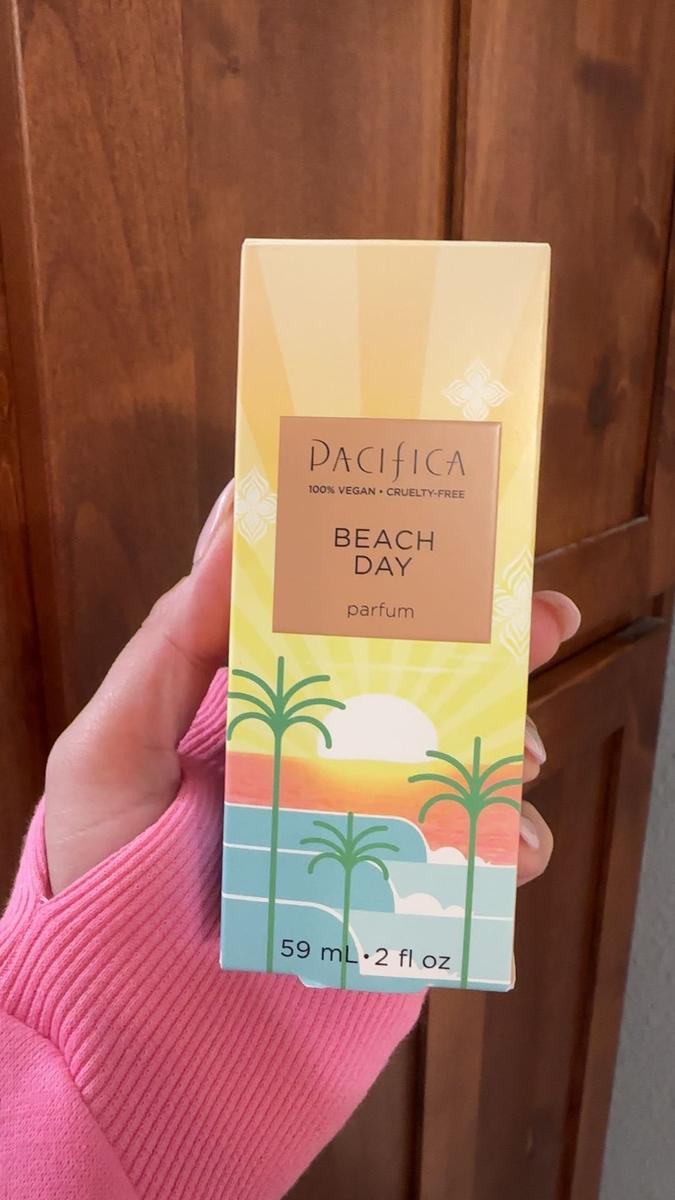 PACIFICA
100% VEGAN • CRUELTY-FREE
BEACH
DAY
parfum
59 mL • 2 fl oz